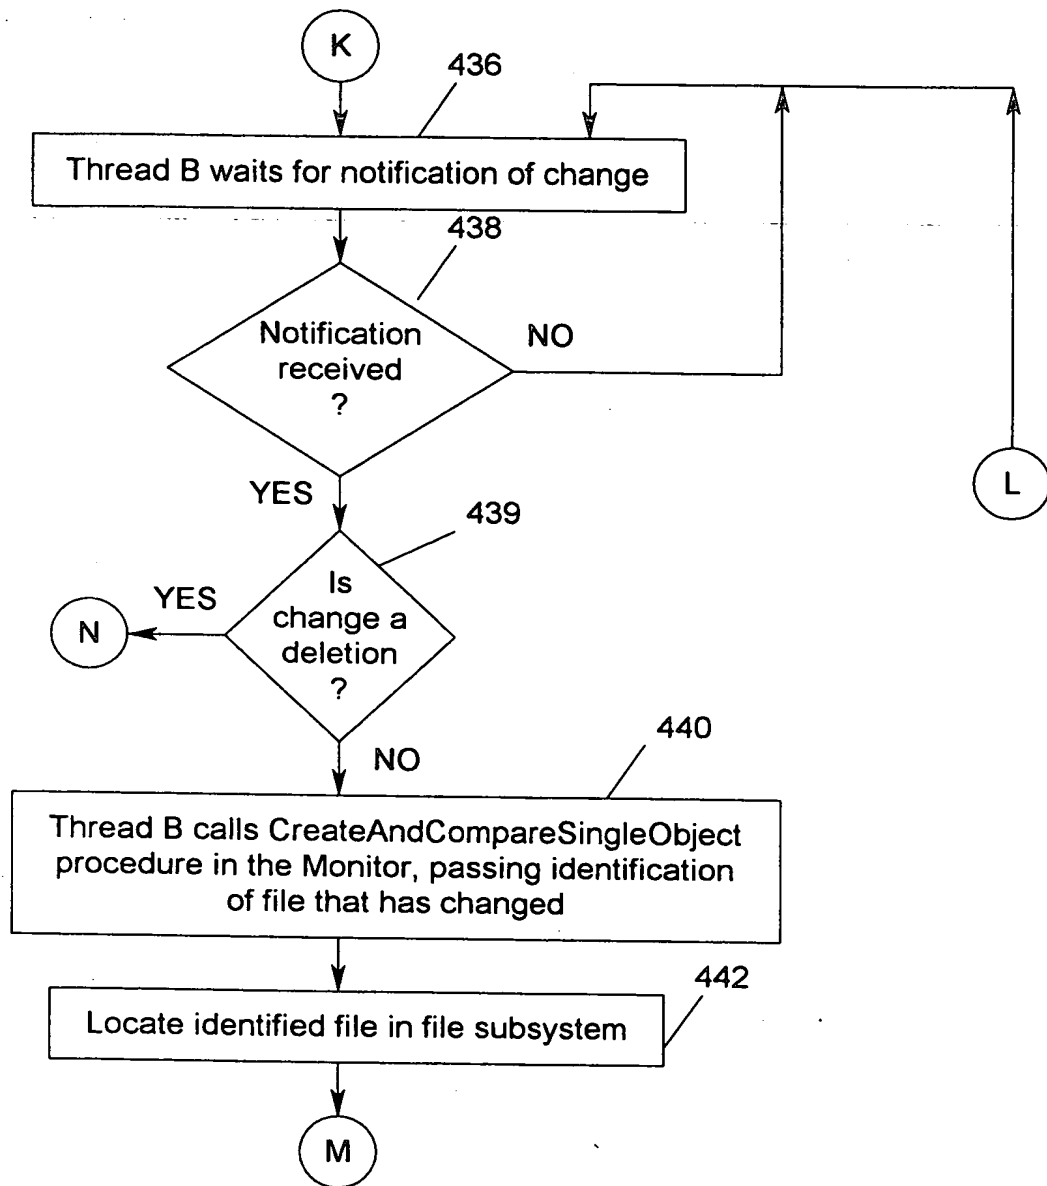 K
436
Thread B waits for notification of change
438
Notification
received
?
NO
YES
L
439
Is
change a
deletion
?
YES
N
NO
440
Thread B calls CreateAndCompareSingleObject
procedure in the Monitor, passing identification
of file that has changed
442
Locate identified file in file subsystem
M